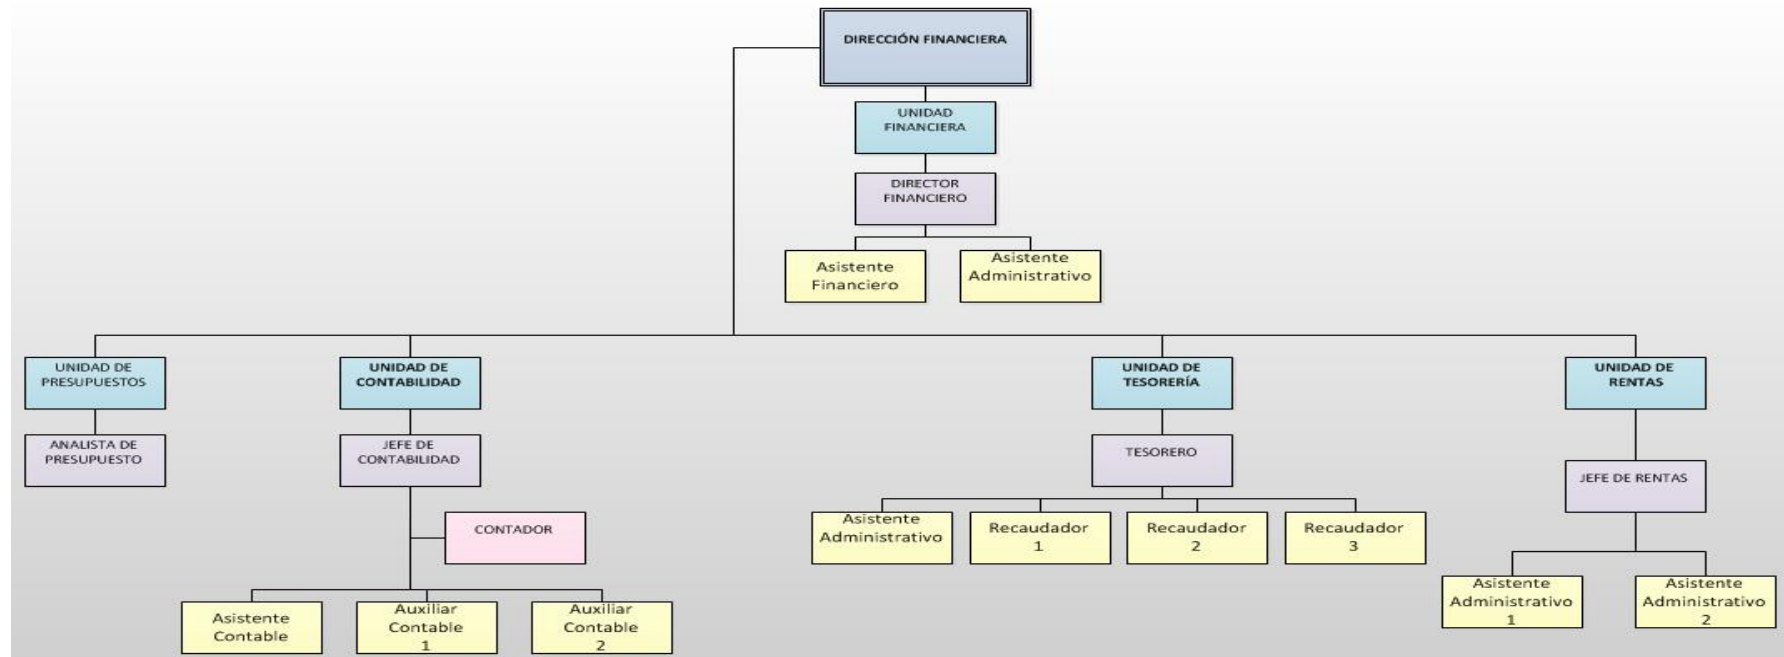 DIRECCIÓN FINANCIERA
UNIDAD
FINANCIERA
DIRECTOR
FINANCIERO
Asistente
Financiero
Asistente
Administrativo
UNIDAD DE
PRESUPUESTOS
UNIDAD DE
CONTABILIDAD
UNIDAD DE
TESORERÍA
UNIDAD DE
RENTAS
ANALISTA DE
PRESUPUESTO
JEFE DE
CONTABILIDAD
TESORERO
JEFE DE RENTAS
CONTADOR
Asistente
Administrativo
Recaudador
1
Recaudador
2
Recaudador
3
Asistente
Contable
Auxiliar
Contable
1
Auxiliar
Contable
2
Asistente
Administrativo
1
Asistente
Administrativo
2